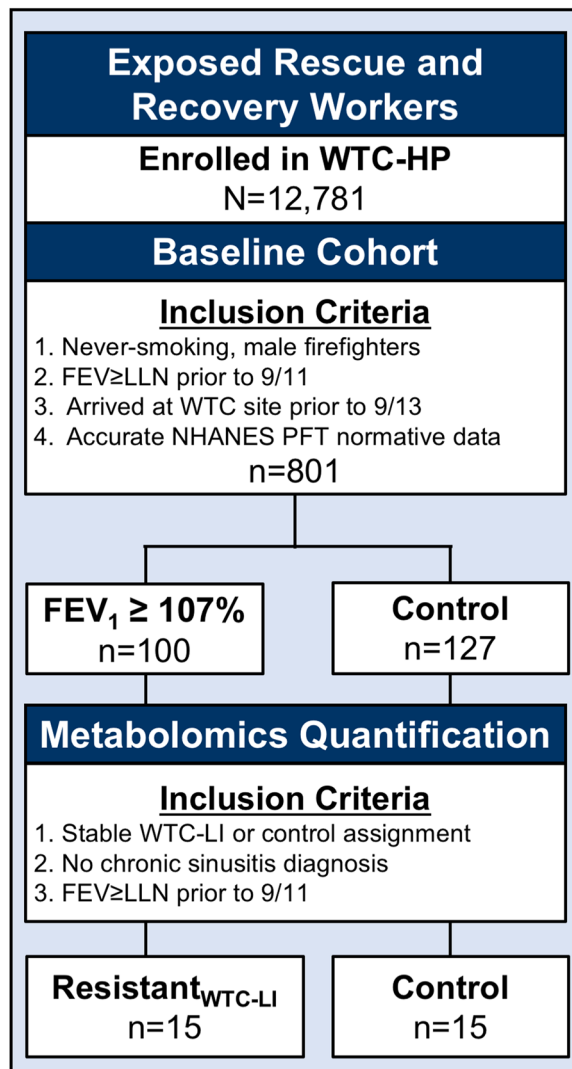 Exposed Rescue and
Recovery Workers
Enrolled in WTC-HP
N=12,781
Baseline Cohort
Inclusion Criteria
1. Never-smoking, male firefighters
2. FEV≥LLN prior to 9/11
3. Arrived at WTC site prior to 9/13
4. Accurate NHANES PFT normative data
n=801
FEV₁ ≥ 107%
n=100
Control
n=127
Metabolomics Quantification
Inclusion Criteria
1. Stable WTC-LI or control assignment
2. No chronic sinusitis diagnosis
3. FEV≥LLN prior to 9/11
Resistant WTC-LI
n=15
Control
n=15